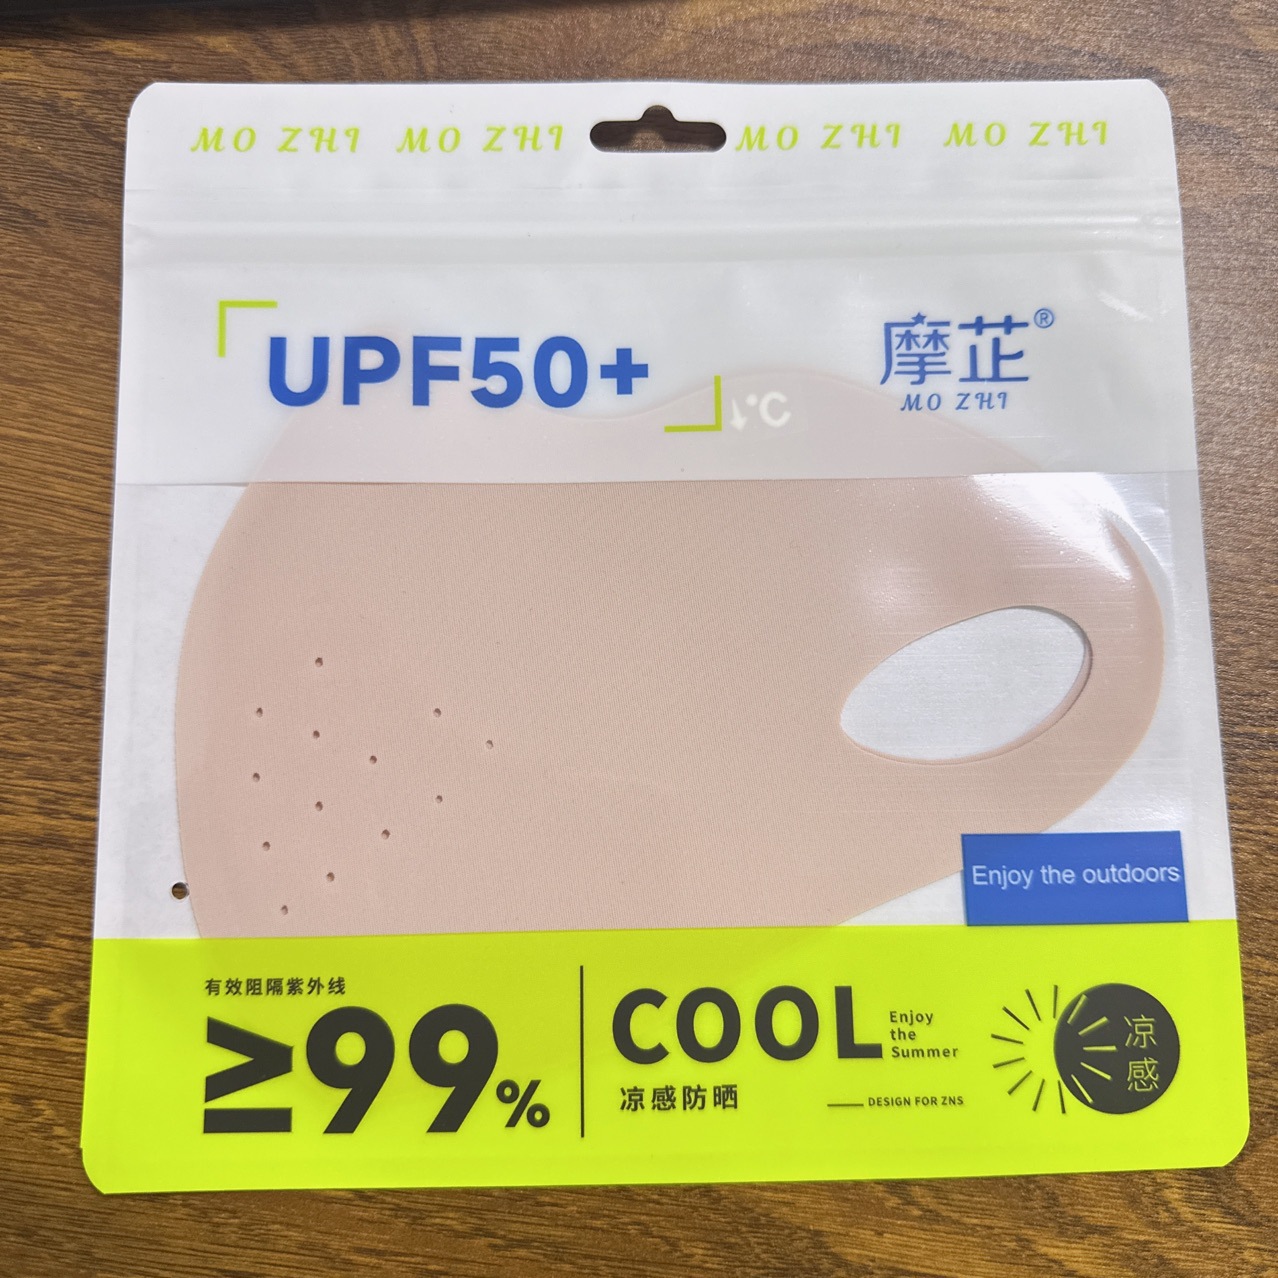 MO ZHI MO ZHI MO ZHI MO ZHI
UPF50+
摩芷®
MO ZHI
↓°C
Enjoy the outdoors
有效阻隔紫外线
≥99%
COOL
Enjoy
the
Summer
凉感防晒
DESIGN FOR ZNS
凉感